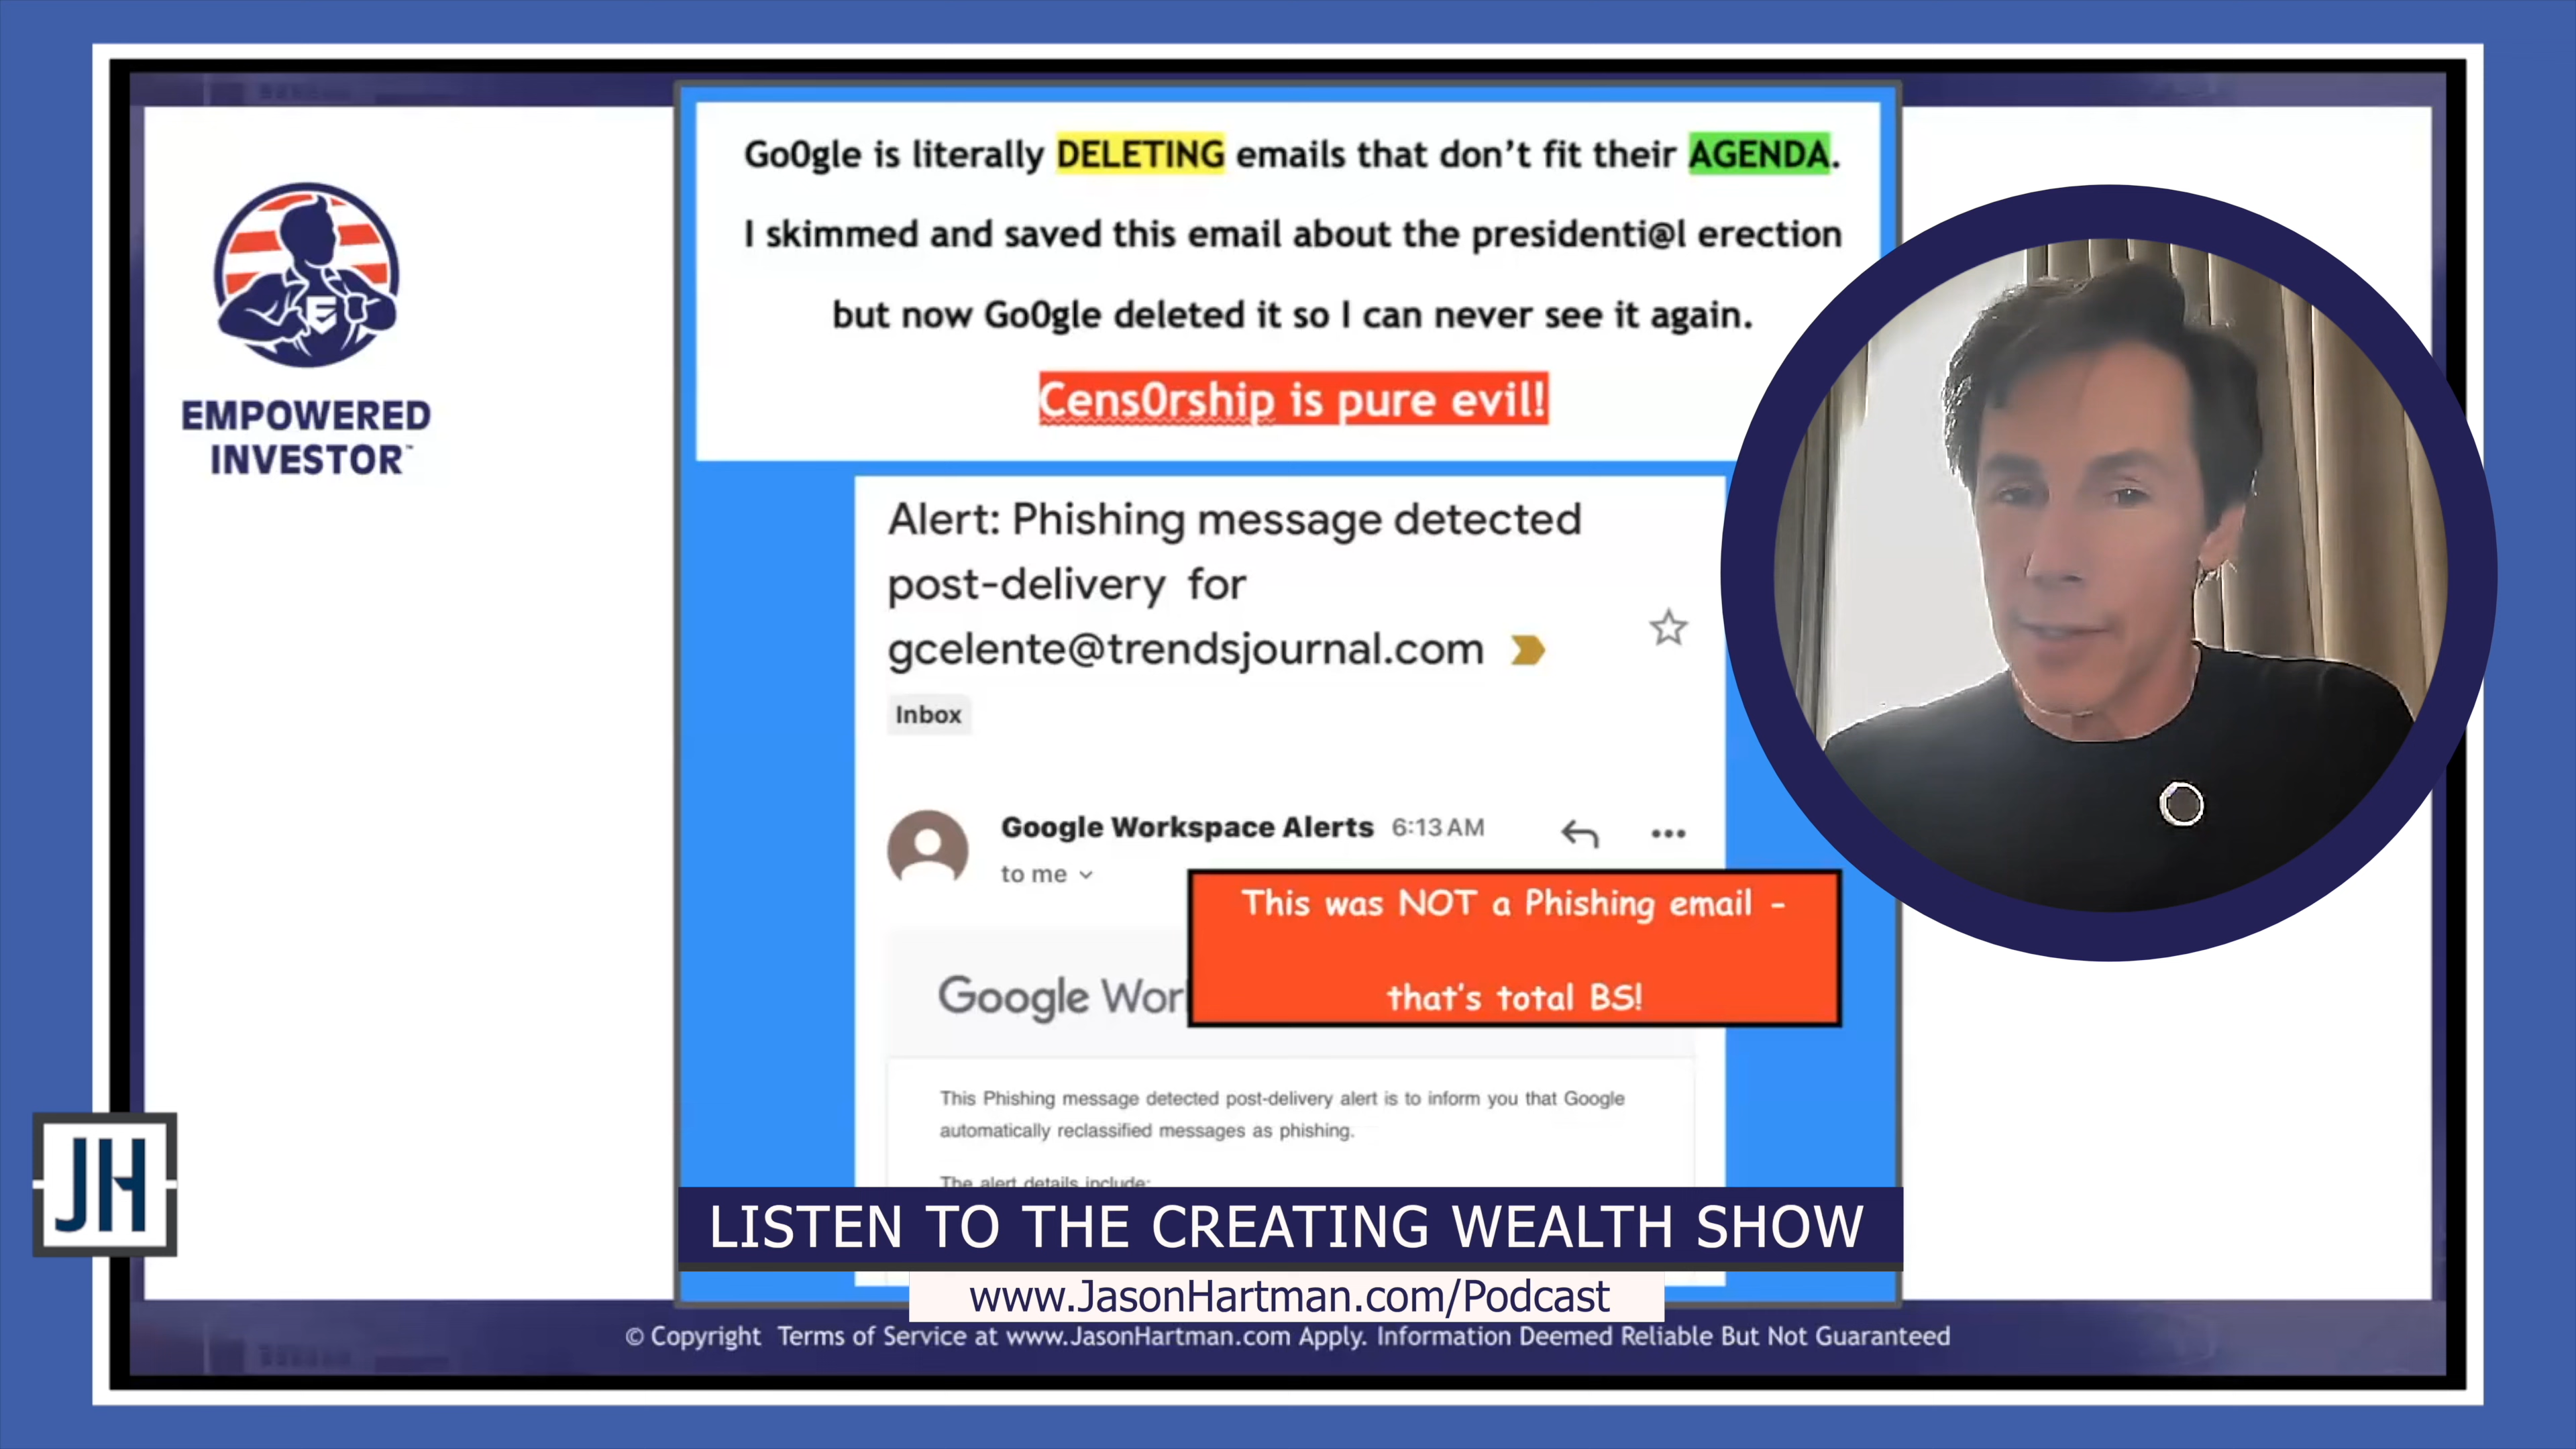 Go0gle is literally DELETING emails that don't fit their AGENDA.
I skimmed and saved this email about the presidenti@l erection
but now Go0gle deleted it so I can never see it again.
Cens0rship is pure evil!
EMPOWERED
INVESTOR™
Alert: Phishing message detected
post-delivery for
gcelente@trendsjournal.com
Inbox
Google Workspace Alerts 6:13 AM
to me
This was NOT a Phishing email -
that's total BS!
Google Wor
This Phishing message detected post-delivery alert is to inform you that Google
automatically reclassified messages as phishing.
The alert details include:
JH
LISTEN TO THE CREATING WEALTH SHOW
www.JasonHartman.com/Podcast
© Copyright Terms of Service at www.JasonHartman.com Apply. Information Deemed Reliable But Not Guaranteed